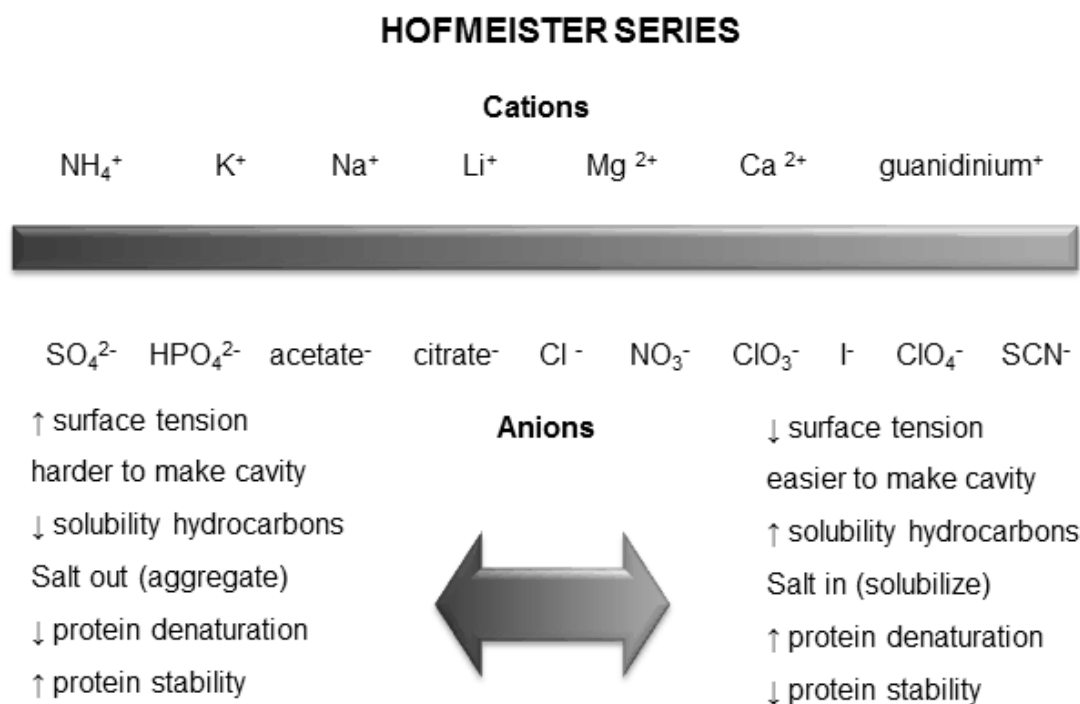 HOFMEISTER SERIES
Cations
NH₄⁺ K⁺ Na⁺ Li⁺ Mg ²⁺ Ca ²⁺ guanidinium⁺
SO₄²⁻ HPO₄²⁻ acetate⁻ citrate⁻ Cl ⁻ NO₃⁻ ClO₃⁻ I⁻ ClO₄⁻ SCN⁻
Anions
↑ surface tension
harder to make cavity
↓ solubility hydrocarbons
Salt out (aggregate)
↓ protein denaturation
↑ protein stability
↓ surface tension
easier to make cavity
↑ solubility hydrocarbons
Salt in (solubilize)
↑ protein denaturation
↓ protein stability